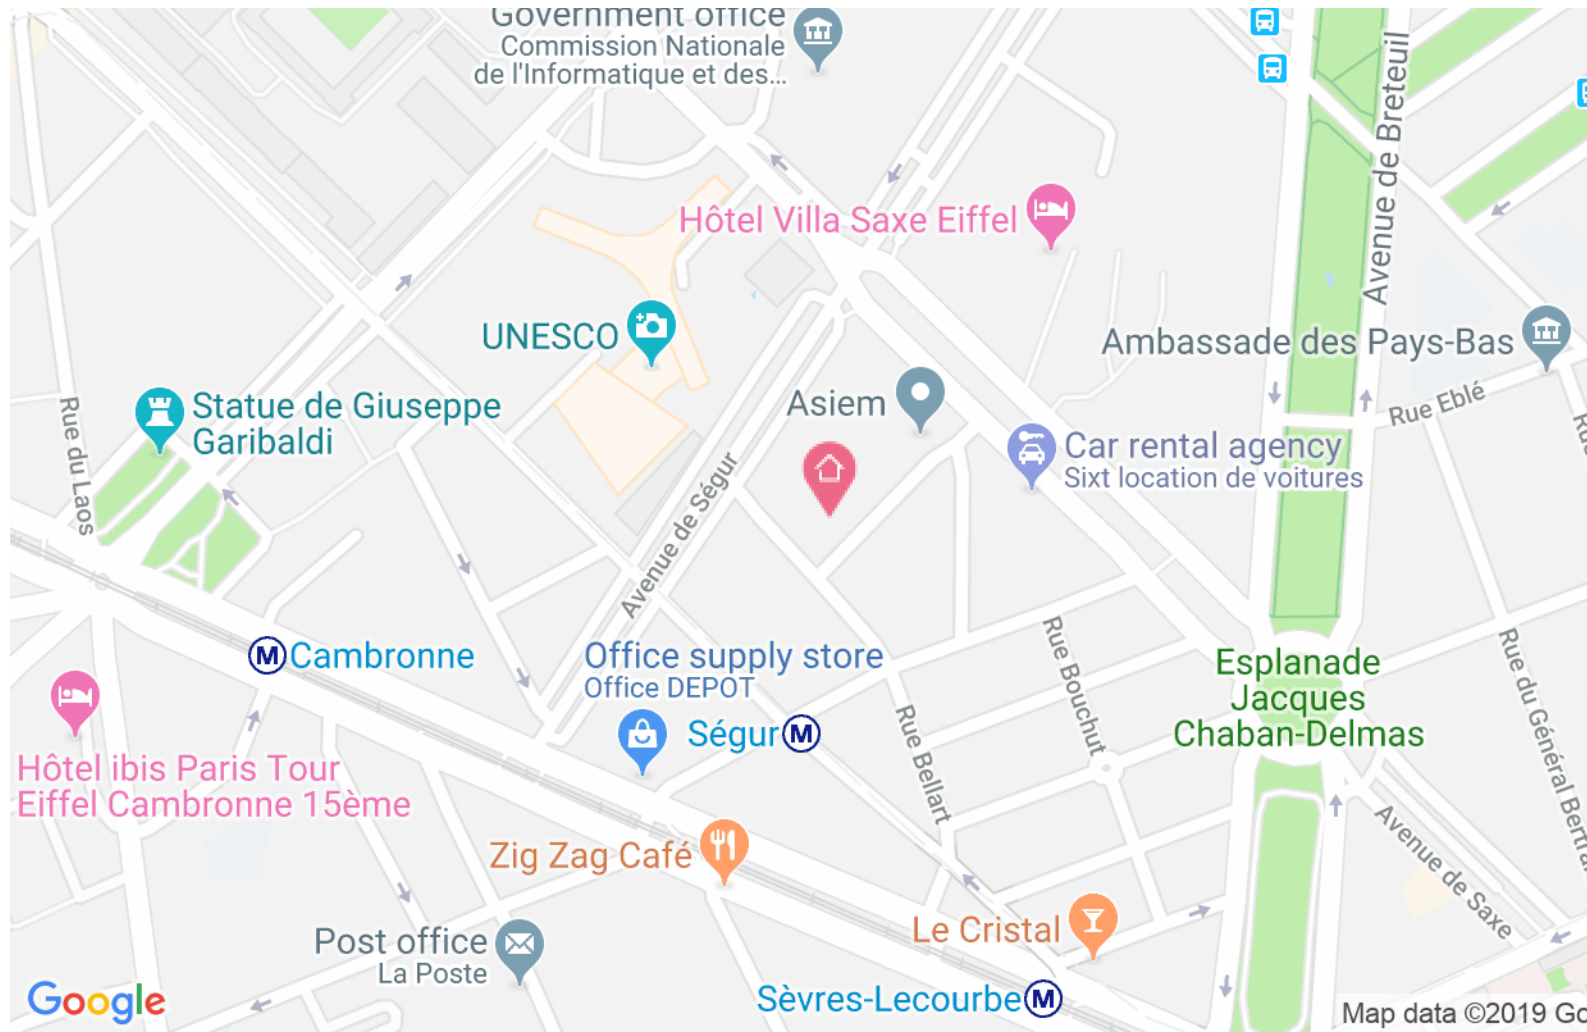 Government office
Commission Nationale
de l'Informatique et des...
Avenue de Breteuil
Hôtel Villa Saxe Eiffel
UNESCO
Ambassade des Pays-Bas
Statue de Giuseppe
Garibaldi
Rue du Laos
Asiem
Rue Eblé
Car rental agency
Sixt location de voitures
Avenue de Ségur
M Cambronne
Office supply store
Office DEPOT
Ségur M
Rue Bouchut
Esplanade
Jacques
Chaban-Delmas
Rue du Général Bertra
Hôtel ibis Paris Tour
Eiffel Cambronne 15ème
Rue Bellart
Zig Zag Café
Avenue de Saxe
Post office
La Poste
Le Cristal
Sèvres-Lecourbe M
Google
Map data ©2019 Go